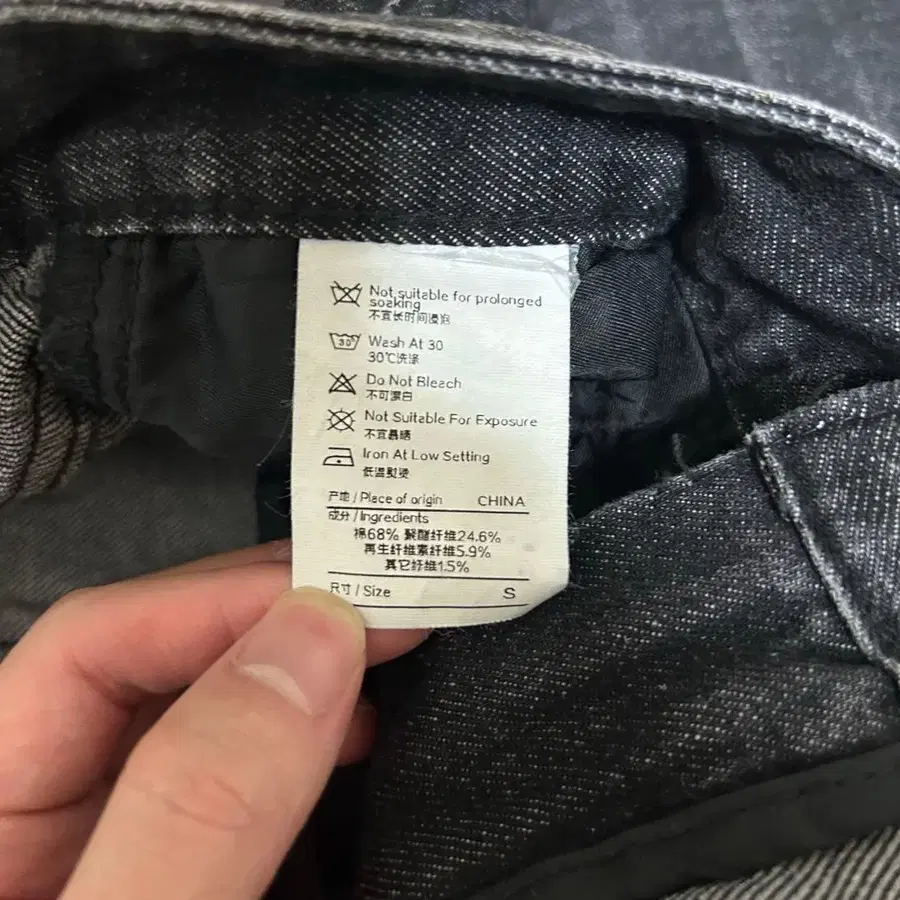 Not suitable for prolonged
soaking
不宜长时间浸泡
30° Wash At 30
30℃洗涤
Do Not Bleach
不可漂白
Not Suitable For Exposure
不宜暴晒
Iron At Low Setting
低温熨烫
产地 / Place of origin CHINA
成分 / Ingredients
棉68% 聚酯纤维24.6%
再生纤维素纤维5.9%
其它纤维1.5%
尺寸 / Size S